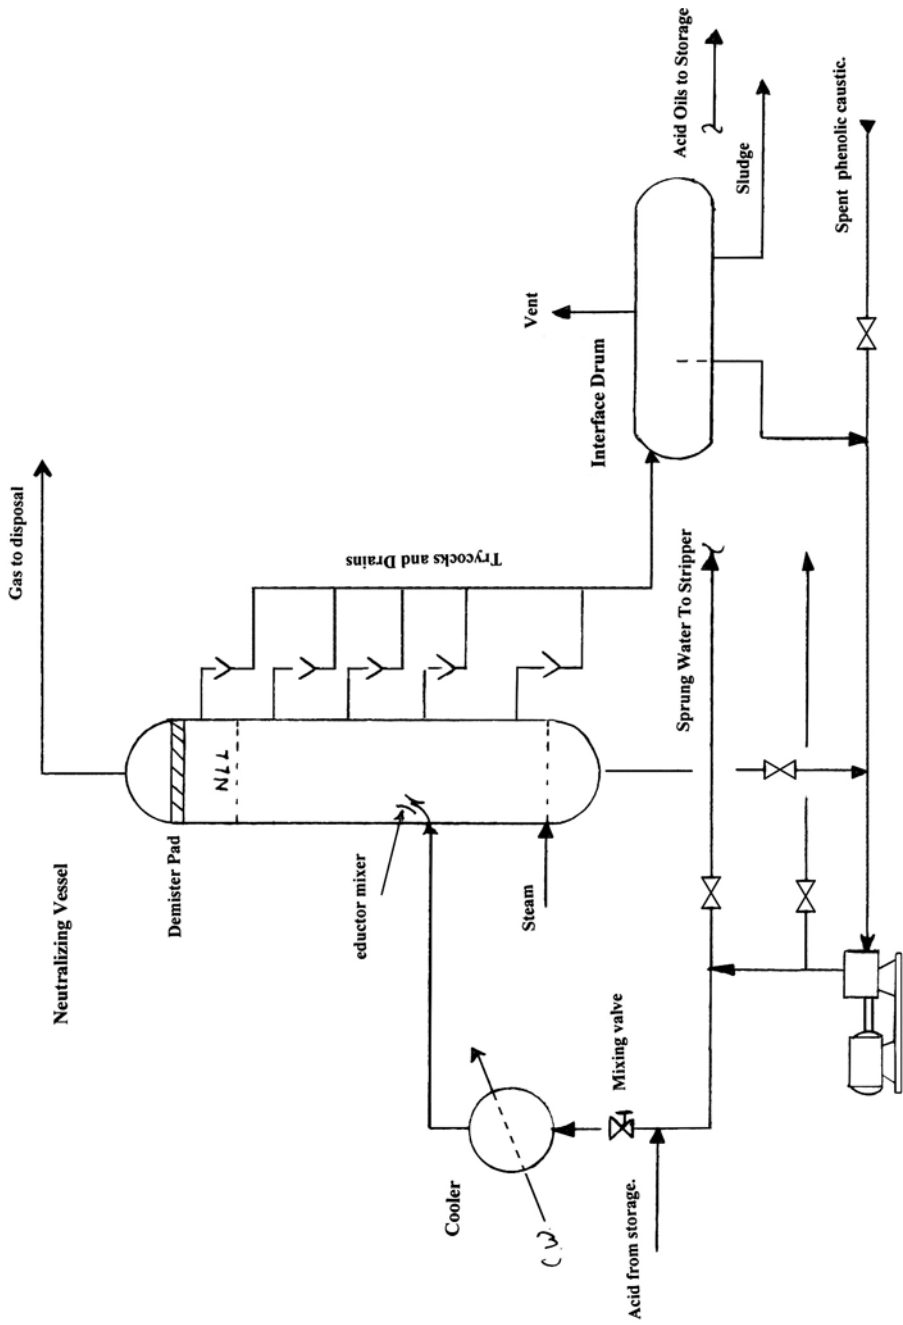 Gas to disposal
Neutralizing Vessel
Demister Pad
NLL
Trycocks and Drains
eductor mixer
Steam
Vent
Interface Drum
Acid Oils to Storage
Sludge
Cooler
C.W.
Mixing valve
Acid from storage.
Sprung Water To Stripper
Spent phenolic caustic.